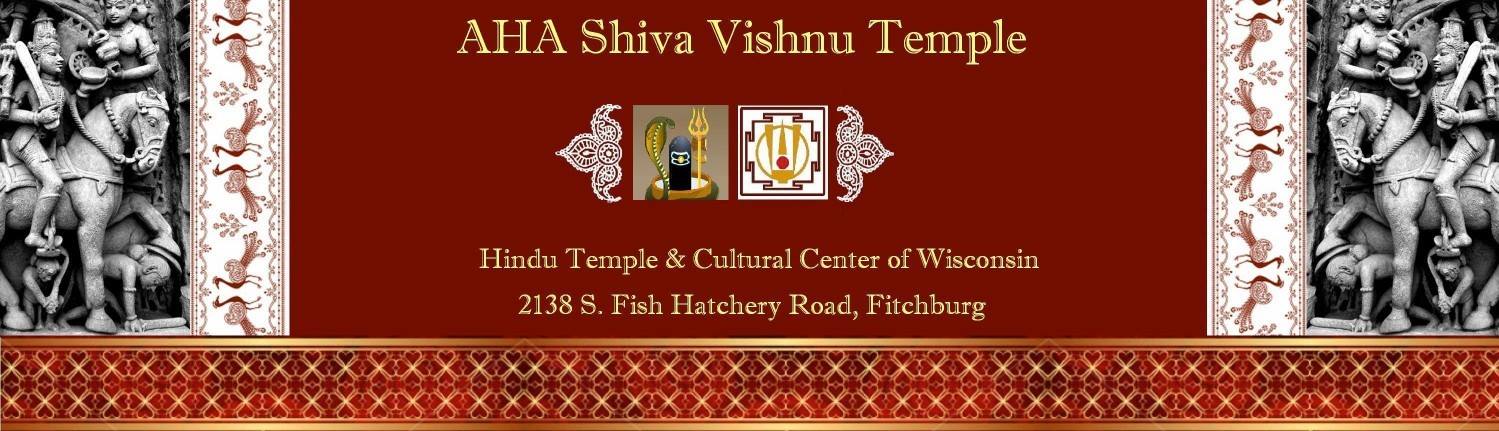 AHA Shiva Vishnu Temple
Hindu Temple & Cultural Center of Wisconsin
2138 S. Fish Hatchery Road, Fitchburg